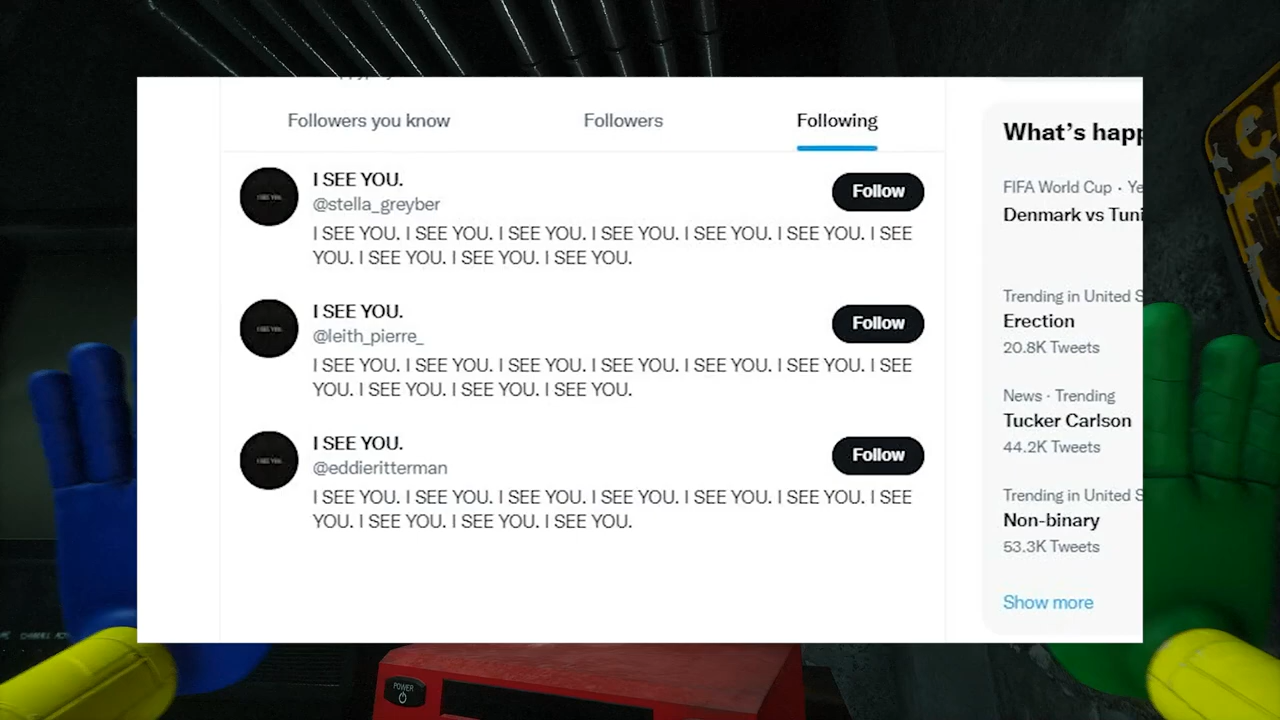 Followers you know
Followers
Following
I SEE YOU.
@stella_greyber
Follow
I SEE YOU. I SEE YOU. I SEE YOU. I SEE YOU. I SEE YOU. I SEE YOU. I SEE
YOU. I SEE YOU. I SEE YOU. I SEE YOU.
I SEE YOU.
@leith_pierre_
Follow
I SEE YOU. I SEE YOU. I SEE YOU. I SEE YOU. I SEE YOU. I SEE YOU. I SEE
YOU. I SEE YOU. I SEE YOU. I SEE YOU.
I SEE YOU.
@eddieritterman
Follow
I SEE YOU. I SEE YOU. I SEE YOU. I SEE YOU. I SEE YOU. I SEE YOU. I SEE
YOU. I SEE YOU. I SEE YOU. I SEE YOU.
What's happ
FIFA World Cup · Ye
Denmark vs Tuni
Trending in United S
Erection
20.8K Tweets
News · Trending
Tucker Carlson
44.2K Tweets
Trending in United S
Non-binary
53.3K Tweets
Show more
POWER